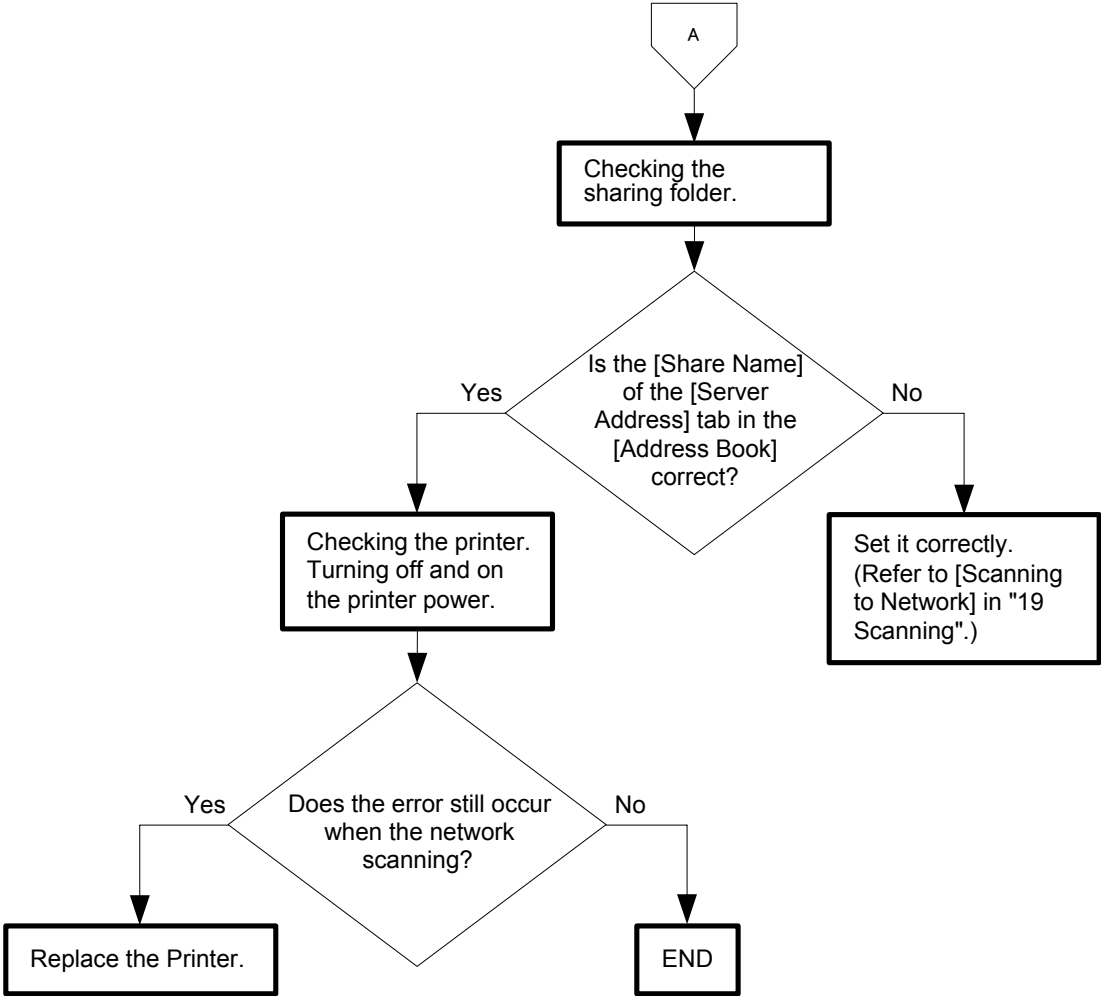 A
Checking the
sharing folder.
Is the [Share Name]
of the [Server
Address] tab in the
[Address Book]
correct?
Yes
No
Checking the printer.
Turning off and on
the printer power.
Set it correctly.
(Refer to [Scanning
to Network] in "19
Scanning".)
Does the error still occur
when the network
scanning?
Yes
No
Replace the Printer.
END